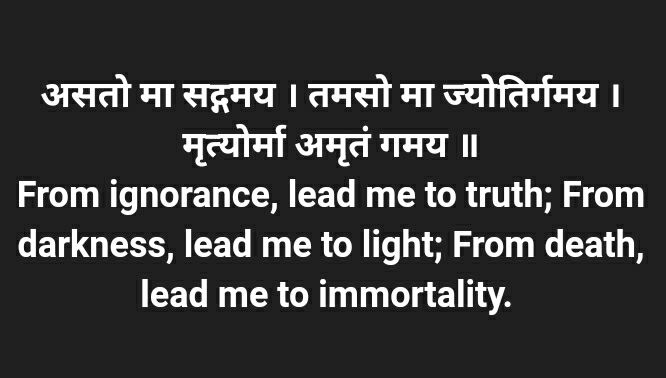 असतो मा सद्गमय । तमसो मा ज्योतिर्गमय ।
मृत्योर्मा अमृतं गमय ॥
From ignorance, lead me to truth; From
darkness, lead me to light; From death,
lead me to immortality.